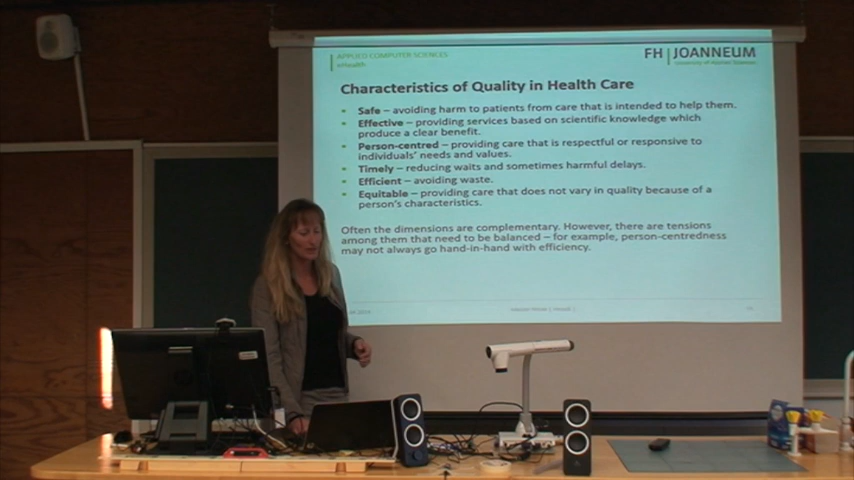 APPLIED COMPUTER SCIENCES
eHealth
FH | JOANNEUM
University of Applied Sciences
Characteristics of Quality in Health Care
Safe – avoiding harm to patients from care that is intended to help them.
Effective – providing services based on scientific knowledge which
produce a clear benefit.
Person-centred – providing care that is respectful or responsive to
individuals' needs and values.
Timely – reducing waits and sometimes harmful delays.
Efficient – avoiding waste.
Equitable – providing care that does not vary in quality because of a
person's characteristics.
Often the dimensions are complementary. However, there are tensions
among them that need to be balanced – for example, person-centredness
may not always go hand-in-hand with efficiency.